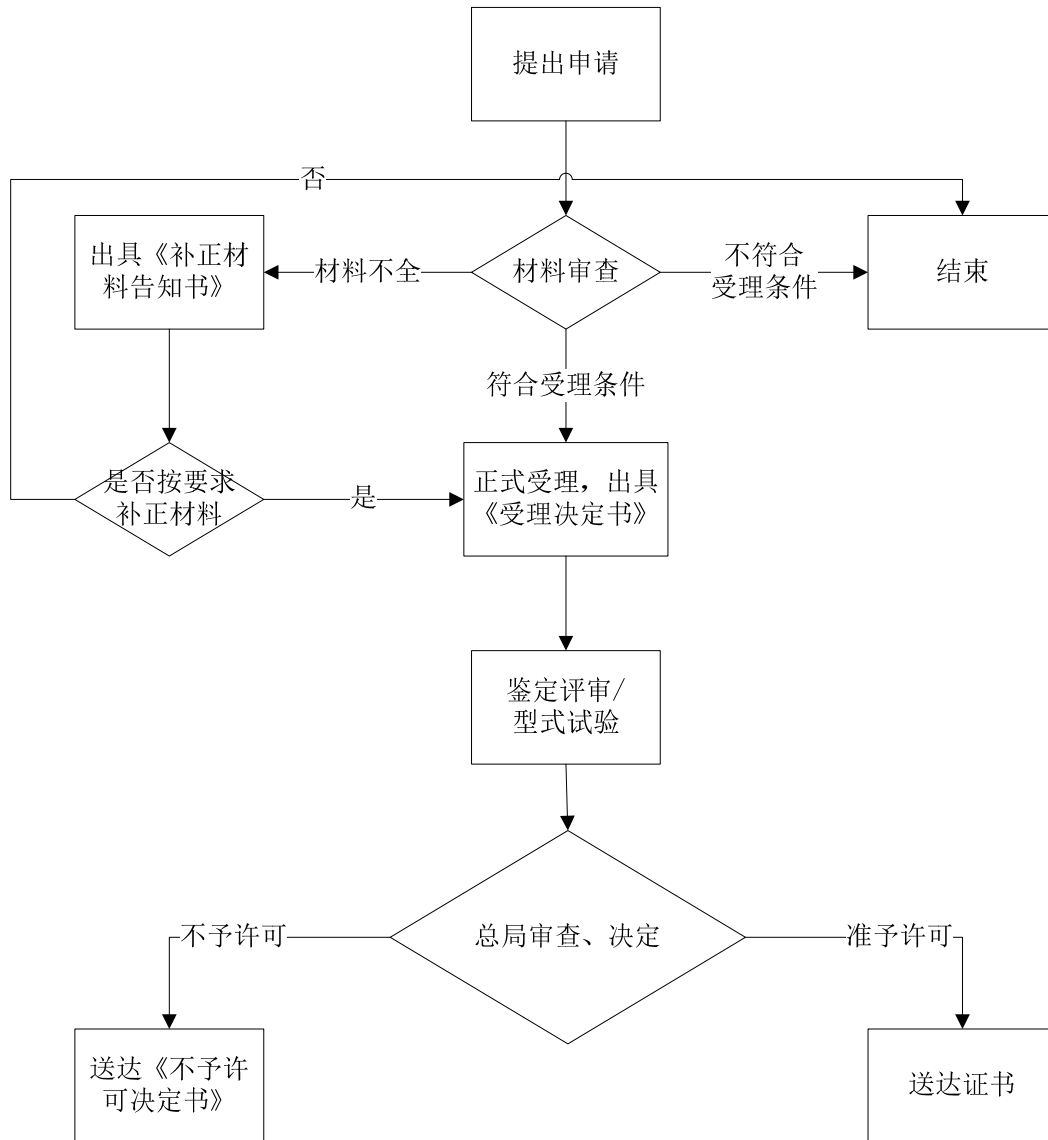 提出申请
否
出具《补正材
料告知书》
材料不全
材料审查
不符合
受理条件
结束
符合受理条件
是否按要求
补正材料
是
正式受理，出具
《受理决定书》
鉴定评审/
型式试验
不予许可
总局审查、决定
准予许可
送达《不予许
可决定书》
送达证书